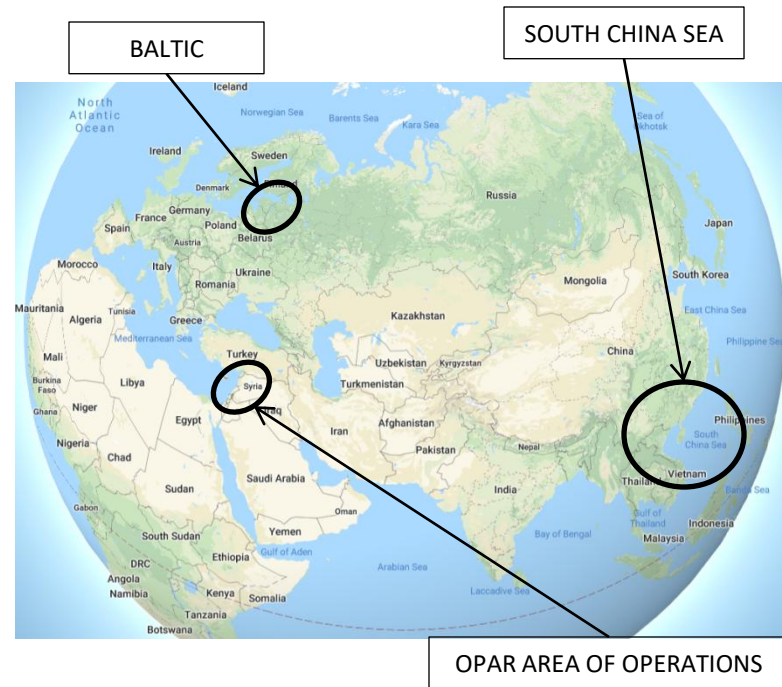 SOUTH CHINA SEA
BALTIC
Iceland
North
Atlantic
Ocean
Norwegian Sea
Barents Sea
Kara Sea
Sea of
Okhotsk
Ireland
Sweden
Finland
Denmark
Russia
Germany
Poland
France
Belarus
Spain
Austria
Japan
Ukraine
Italy
Mongolia
South Korea
Morocco
Romania
Kazakhstan
Mauritania
Algeria
Tunisia
Greece
East China Sea
Mediterranean Sea
Turkey
Uzbekistan
Kyrgyzstan
China
Philippine Sea
Mali
Libya
Syria
Turkmenistan
Burkina
Faso
Niger
Egypt
Iraq
Iran
Afghanistan
Philippines
Ghana
Nigeria
Pakistan
Nepal
South
China Sea
Chad
Saudi Arabia
India
Vietnam
Thailand
Banda Sea
Sudan
Oman
Gabon
Yemen
Gulf of
Thailand
Indonesia
South Sudan
Gulf of Aden
Bay of Bengal
Malaysia
DRC
Ethiopia
Arabian Sea
Angola
Namibia
Kenya
Somalia
Laccadive Sea
Tanzania
Botswana
OPAR AREA OF OPERATIONS